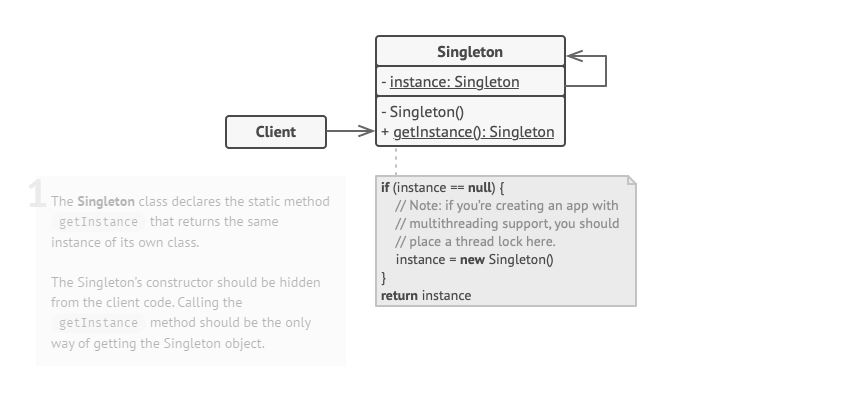 Singleton
- instance: Singleton
- Singleton()
+ getInstance(): Singleton
Client
1
The Singleton class declares the static method
getInstance that returns the same
instance of its own class.
The Singleton's constructor should be hidden
from the client code. Calling the
getInstance method should be the only
way of getting the Singleton object.
if (instance == null) {
// Note: if you're creating an app with
// multithreading support, you should
// place a thread lock here.
instance = new Singleton()
}
return instance